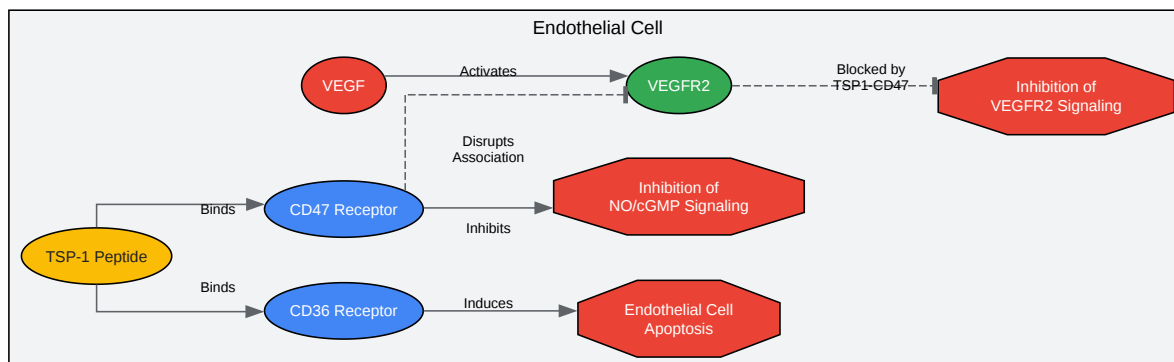 Endothelial Cell
VEGF
Activates
VEGFR2
Blocked by
TSP1-CD47
Inhibition of
VEGFR2 Signaling
Disrupts
Association
Binds
CD47 Receptor
Inhibits
Inhibition of
NO/cGMP Signaling
TSP-1 Peptide
Binds
CD36 Receptor
Induces
Endothelial Cell
Apoptosis